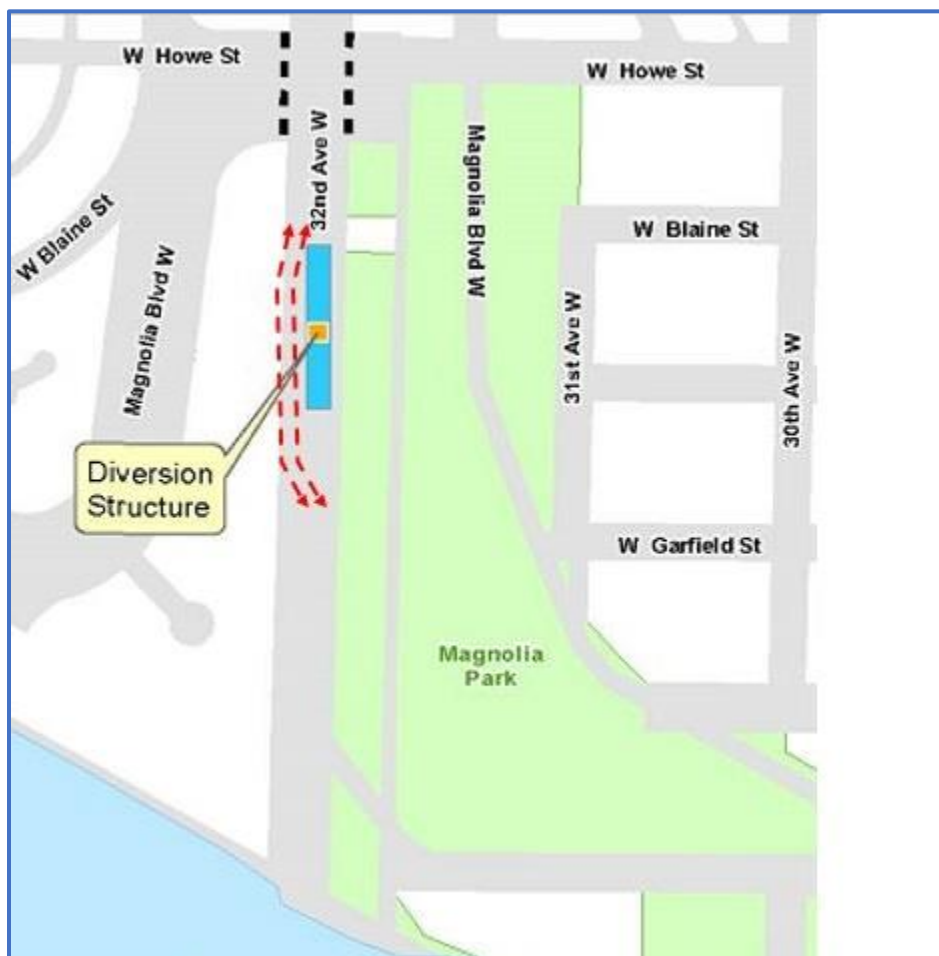 W Howe St
W Howe St
32nd Ave W
Magnolia Blvd W
W Blaine St
W Blaine St
Magnolia Blvd W
31st Ave W
30th Ave W
Diversion
Structure
W Garfield St
Magnolia
Park